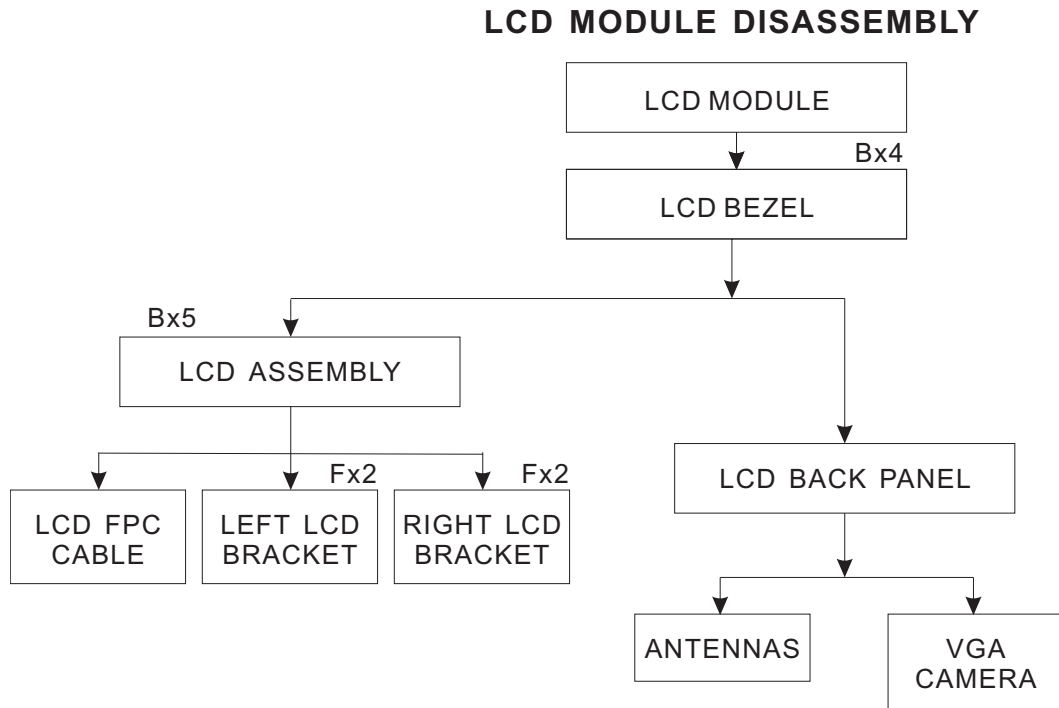 LCD MODULE DISASSEMBLY
LCD MODULE
Bx4
LCD BEZEL
Bx5
LCD ASSEMBLY
LCD BACK PANEL
Fx2
Fx2
LCD FPC
CABLE
LEFT LCD
BRACKET
RIGHT LCD
BRACKET
ANTENNAS
VGA
CAMERA